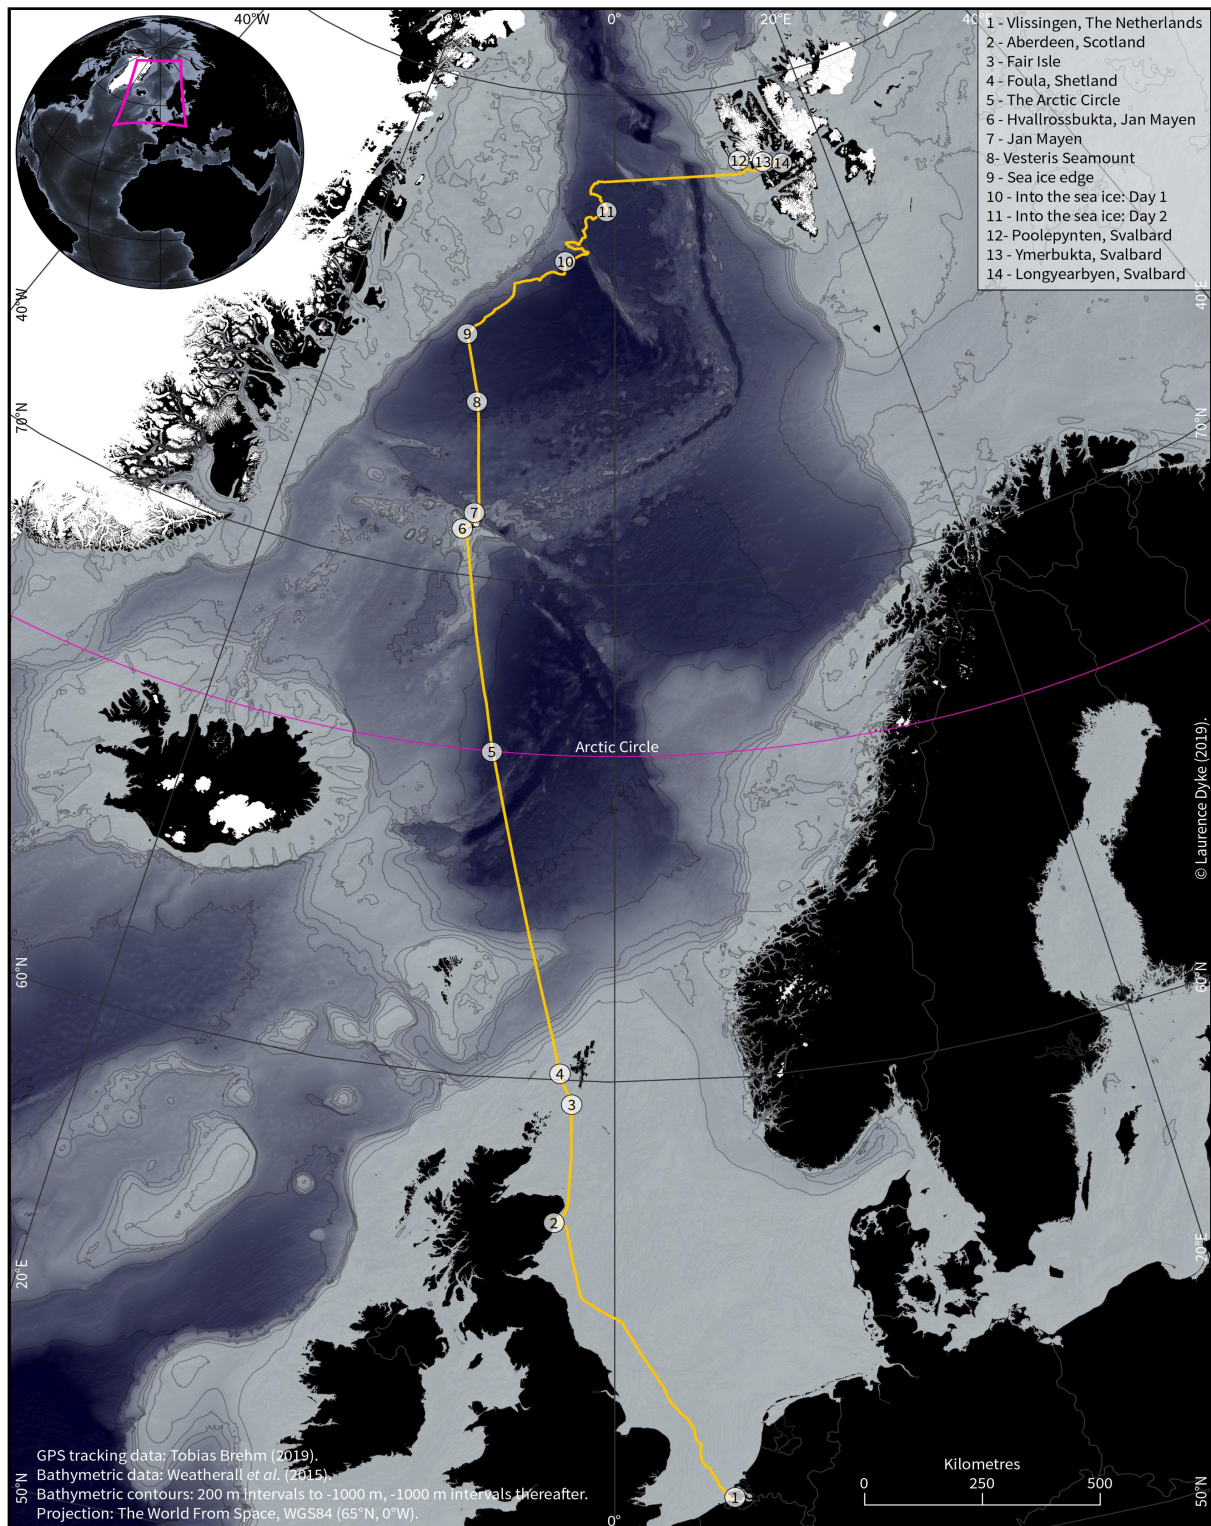 40°W
20°W
0°
20°E
40°E
1 - Vlissingen, The Netherlands
2 - Aberdeen, Scotland
3 - Fair Isle
4 - Foula, Shetland
5 - The Arctic Circle
6 - Hvallrossbukta, Jan Mayen
7 - Jan Mayen
8- Vesteris Seamount
9 - Sea ice edge
10 - Into the sea ice: Day 1
11 - Into the sea ice: Day 2
12- Poolepynten, Svalbard
13 - Ymerbukta, Svalbard
14 - Longyearbyen, Svalbard
12
13
14
11
10
40°W
40°E
9
8
70°N
70°N
7
6
5
Arctic Circle
© Laurence Dyke (2019).
60°N
60°N
4
3
2
20°E
20°E
GPS tracking data: Tobias Brehm (2019).
Bathymetric data: Weatherall et al. (2015).
Bathymetric contours: 200 m intervals to -1000 m, -1000 m intervals thereafter.
Projection: The World From Space, WGS84 (65°N, 0°W).
50°N
1
Kilometres
0 250 500
50°N
0°